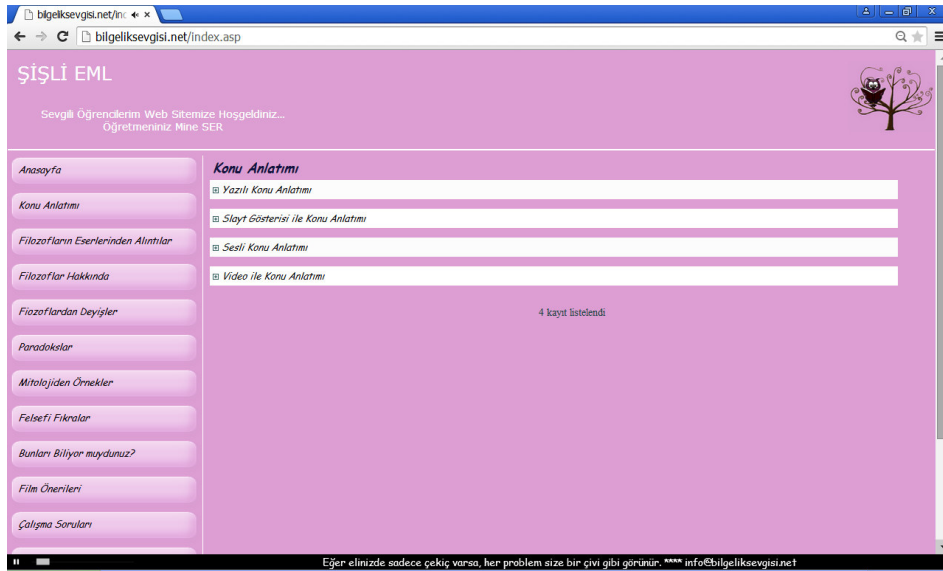 bilgeliksevgisi.net/inc
bilgeliksevgisi.net/index.asp
ŞİŞLİ EML
Sevgili Öğrencilerim Web Sitemize Hoşgeldiniz...
Öğretmeniniz Mine SER
Anasayfa
Konu Anlatımı
Filozofların Eserlerinden Alıntılar
Filozoflar Hakkında
Fiozoflardan Deyişler
Paradokslar
Mitolojiden Örnekler
Felsefi Fıkralar
Bunları Biliyor muydunuz?
Film Önerileri
Çalışma Soruları
Konu Anlatımı
Yazılı Konu Anlatımı
Slayt Gösterisi ile Konu Anlatımı
Sesli Konu Anlatımı
Video ile Konu Anlatımı
4 kayıt listelendi
Eğer elinizde sadece çekiç varsa, her problem size bir çivi gibi görünür. **** info@bilgeliksevgisi.net